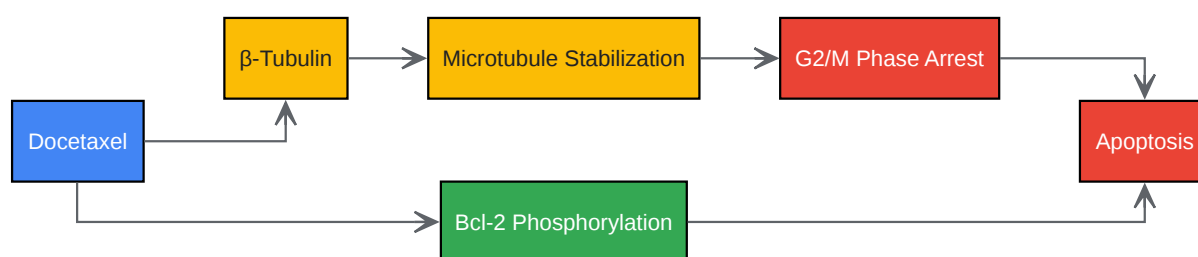 β-Tubulin
Microtubule Stabilization
G2/M Phase Arrest
Docetaxel
Apoptosis
Bcl-2 Phosphorylation